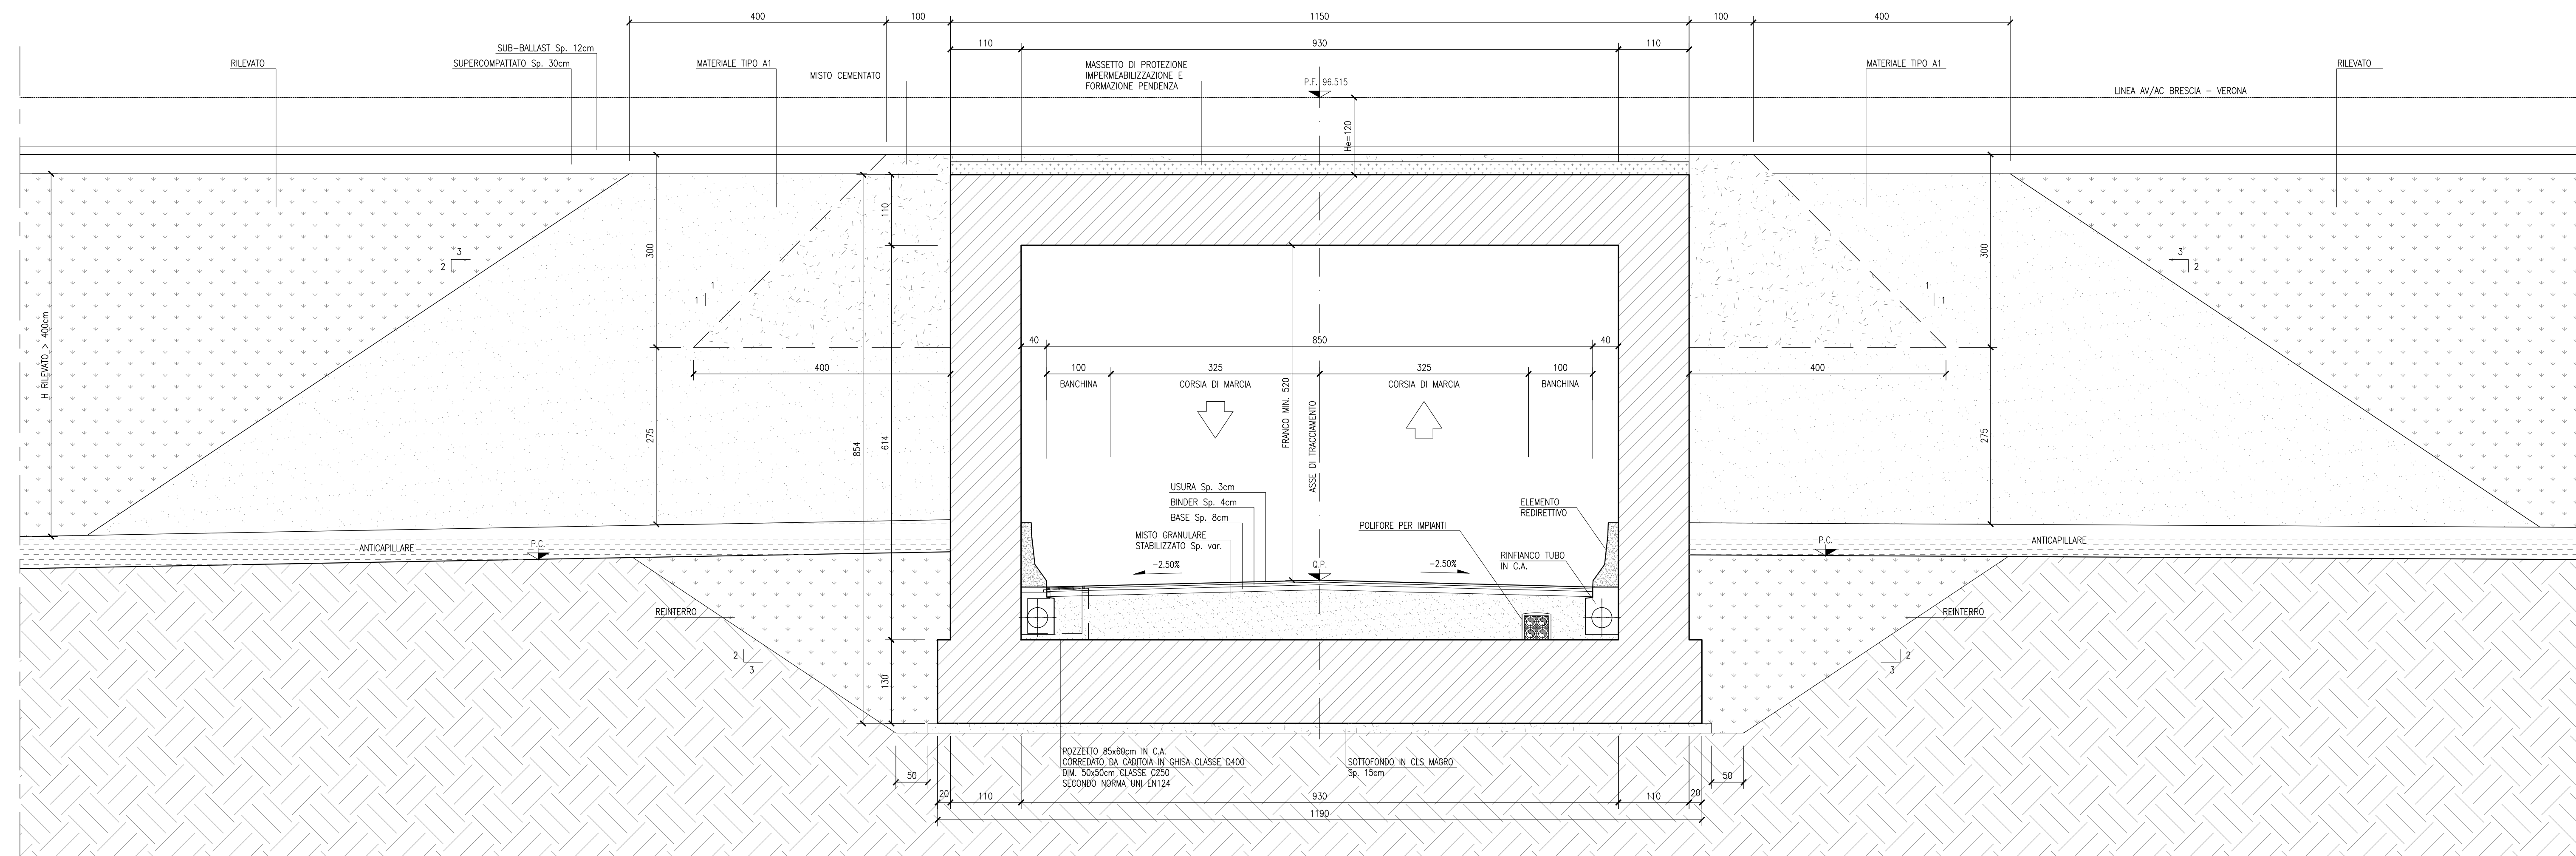 400
100
1150
100
400
110
930
110
SUB-BALLAST Sp. 12cm
RILEVATO
SUPERCOMPATTATO Sp. 30cm
MATERIALE TIPO A1
MISTO CEMENTATO
MASSETTO DI PROTEZIONE
IMPERMEABILIZZAZIONE E
FORMAZIONE PENDENZA
P.F. 96.515
MATERIALE TIPO A1
RILEVATO
LINEA AV/AC BRESCIA - VERONA
He=120
110
300
300
3
2
3
2
1
1
1
1
H RILEVATO > 400cm
40
850
40
400
100
325
325
100
400
BANCHINA
CORSIA DI MARCIA
CORSIA DI MARCIA
BANCHINA
FRANCO MIN. 520
ASSE DI TRACCIAMENTO
275
854
614
275
USURA Sp. 3cm
BINDER Sp. 4cm
BASE Sp. 8cm
MISTO GRANULARE
STABILIZZATO Sp. var.
POLIFORE PER IMPIANTI
ELEMENTO
REDIRETTIVO
RINFIANCO TUBO
IN C.A.
ANTICAPILLARE
P.C.
P.C.
ANTICAPILLARE
-2.50%
Q.P.
-2.50%
REINTERRO
REINTERRO
2
3
2
3
130
POZZETTO 85x60cm IN C.A.
CORREDATO DA CADITOIA IN GHISA CLASSE D400
DIM. 50x50cm CLASSE C250
SECONDO NORMA UNI EN124
SOTTOFONDO IN CLS MAGRO
Sp. 15cm
50
50
20
110
930
110
20
1190